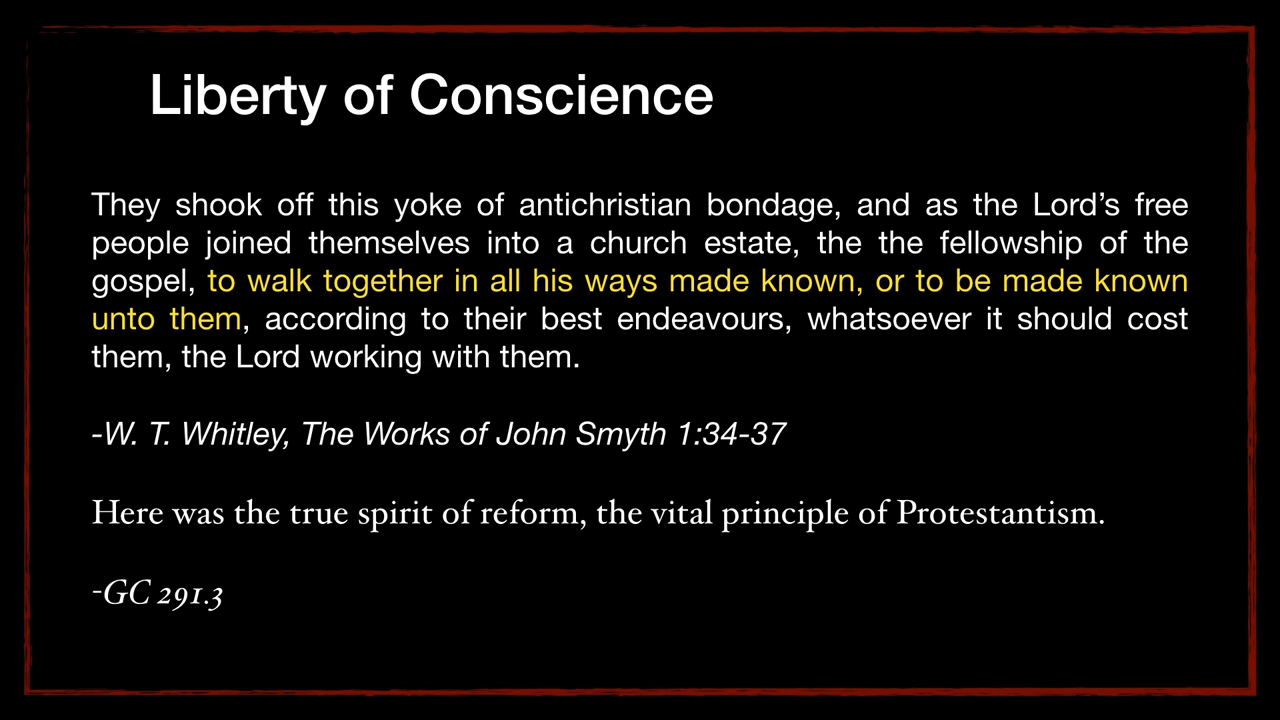 Liberty of Conscience
They shook off this yoke of antichristian bondage, and as the Lord’s free
people joined themselves into a church estate, the the fellowship of the
gospel, to walk together in all his ways made known, or to be made known
unto them, according to their best endeavours, whatsoever it should cost
them, the Lord working with them.
-W. T. Whitley, The Works of John Smyth 1:34-37
Here was the true spirit of reform, the vital principle of Protestantism.
-GC 291.3